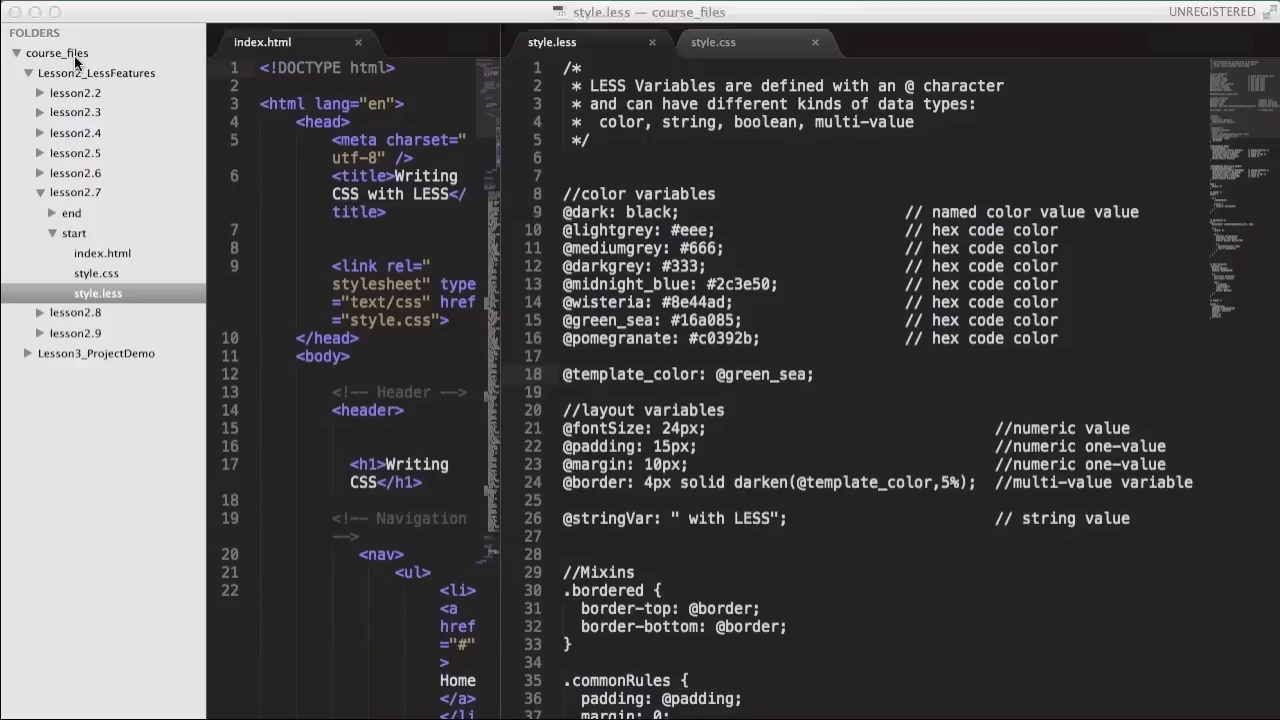 style.less — course_files
UNREGISTERED
FOLDERS
course_files
Lesson2_LessFeatures
lesson2.2
lesson2.3
lesson2.4
lesson2.5
lesson2.6
lesson2.7
end
start
index.html
style.css
style.less
lesson2.8
lesson2.9
Lesson3_ProjectDemo
index.html
1 <!DOCTYPE html>
2
3 <html lang="en">
4 <head>
5 <meta charset="
utf-8" />
6 <title>Writing
CSS with LESS</
title>
7
8
9 <link rel="
stylesheet" type
="text/css" href
="style.css">
10 </head>
11 <body>
12
13 <!-- Header -->
14 <header>
15
16
17 <h1>Writing
CSS</h1>
18
19 <!-- Navigation
-->
20 <nav>
21 <ul>
22 <li>
<a
href
="#"
>
Home
</a>
</li
style.less
style.css
1 /*
2 * LESS Variables are defined with an @ character
3 * and can have different kinds of data types:
4 * color, string, boolean, multi-value
5 */
6
7
8 //color variables
9 @dark: black; // named color value value
10 @lightgrey: #eee; // hex code color
11 @mediumgrey: #666; // hex code color
12 @darkgrey: #333; // hex code color
13 @midnight_blue: #2c3e50; // hex code color
14 @wisteria: #8e44ad; // hex code color
15 @green_sea: #16a085; // hex code color
16 @pomegranate: #c0392b; // hex code color
17
18 @template_color: @green_sea;
19
20 //layout variables
21 @fontSize: 24px; //numeric value
22 @padding: 15px; //numeric one-value
23 @margin: 10px; //numeric one-value
24 @border: 4px solid darken(@template_color,5%); //multi-value variable
25
26 @stringVar: " with LESS"; // string value
27
28
29 //Mixins
30 .bordered {
31 border-top: @border;
32 border-bottom: @border;
33 }
34
35 .commonRules {
36 padding: @padding;
37 margin: 0;